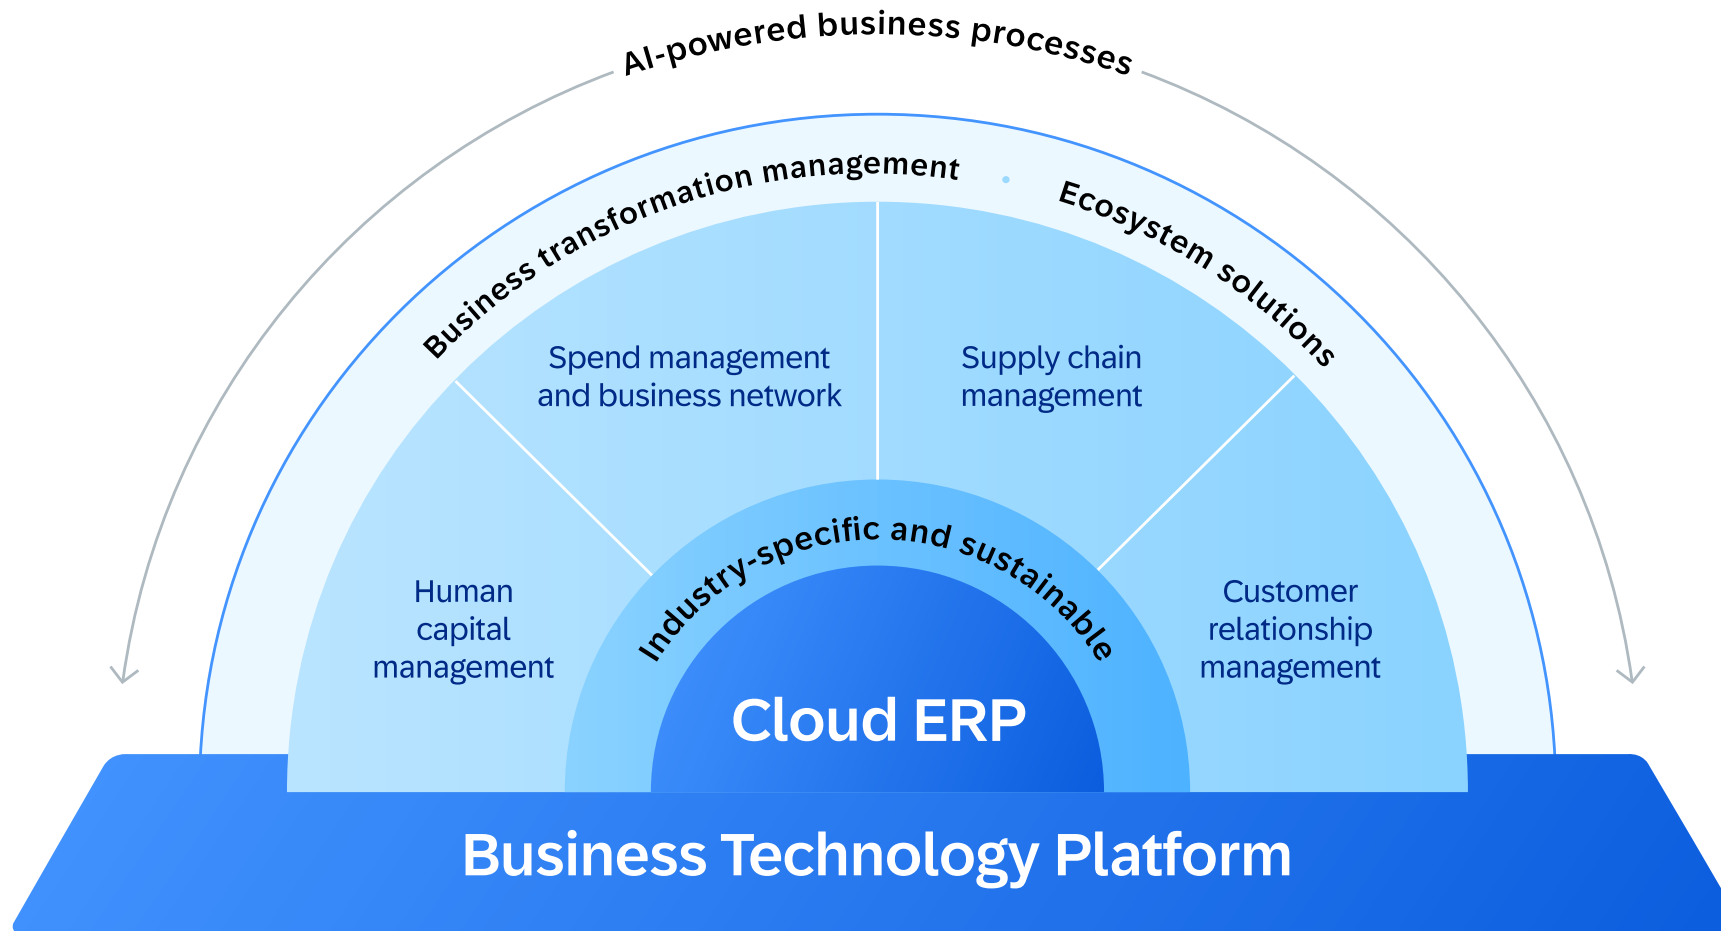 AI-powered business processes
Business transformation management · Ecosystem solutions
Spend management
and business network
Supply chain
management
Human
capital
management
Industry-specific and sustainable
Customer
relationship
management
Cloud ERP
Business Technology Platform